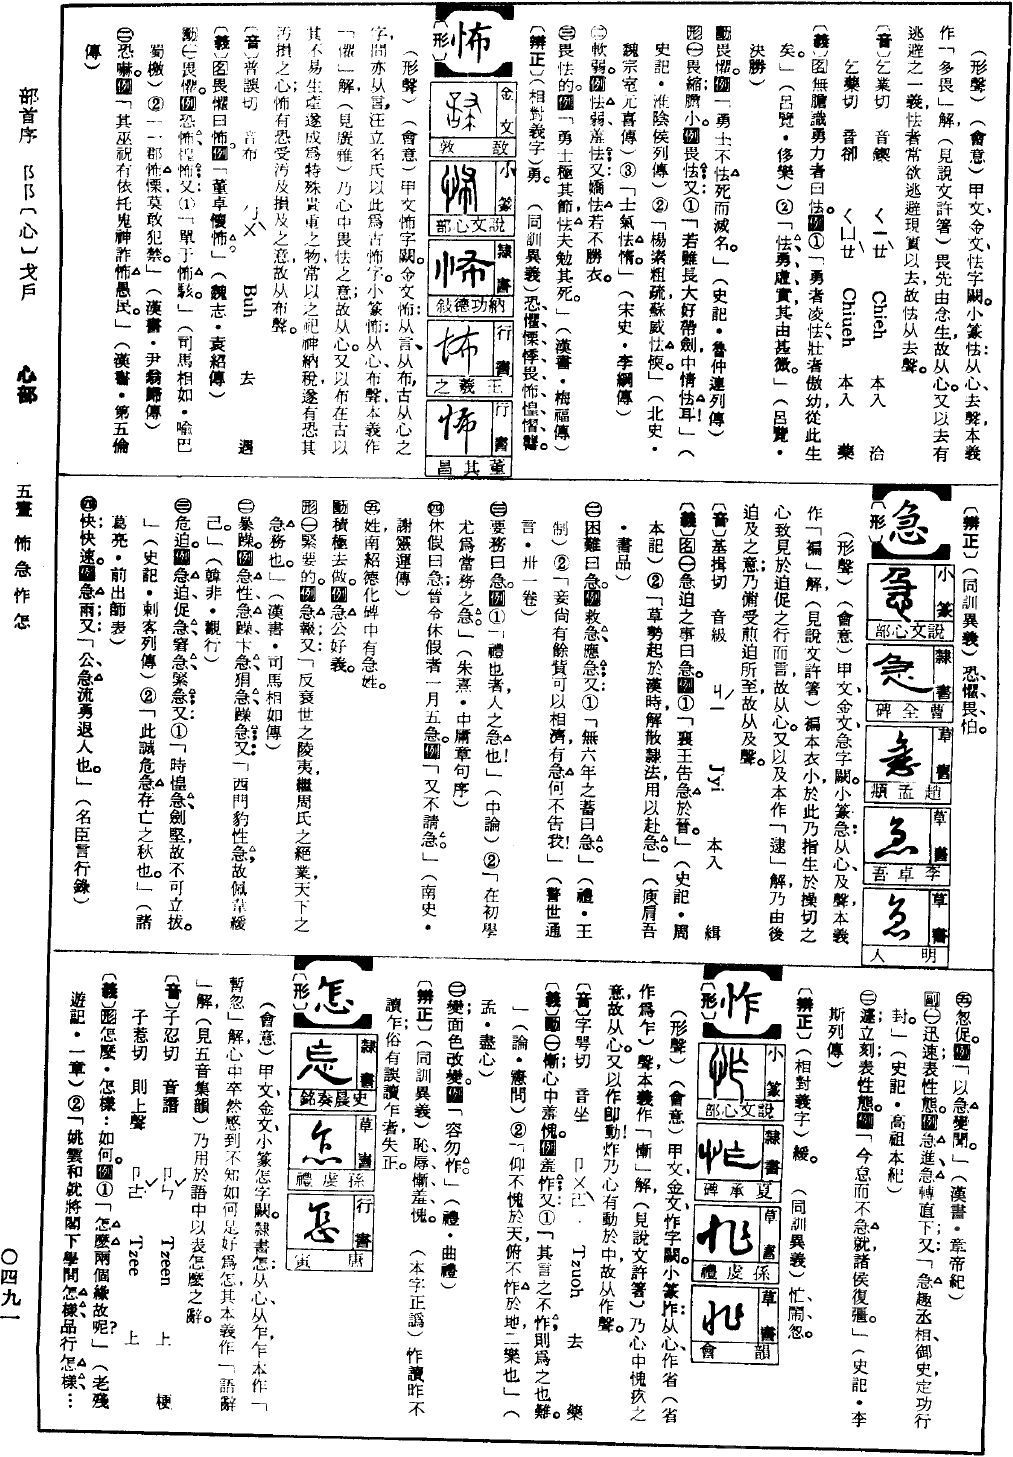 (形聲)(會意)甲文、金文怯字闕。小篆怯:从心、去聲,本義
作「多畏」解,(見說文許箸)畏先由念生,故从心。又以去有
逃避之一義,怯者常欲逃避現實以去,故怯从去聲。
(音)乞業切 音鍥 ㄑㄧㄝˋ Chieh 本入 洽
乞藥切 音卻 ㄑㄩㄝˋ Chiueh 本入 藥
(義)名無膽識勇力者曰怯。例①「勇者凌怯,壯者傲幼,從此生
矣。」(呂覽・侈樂)②「怯勇虛實,其由甚微。」(呂覽・
決勝)
動畏懼。例「勇士不怯死而滅名。」(史記・魯仲連列傳)
形㊀畏縮;膽小。例畏怯;又①「若雖長大好帶劍,中情怯耳!」(
史記・淮陰侯列傳)②「楊素粗疏,蘇威怯懦。」(北史・
魏宗室元喜傳)③「士氣怯惰。」(宋史・李綱傳)
㊁軟弱。例怯弱、羞怯;又嬌怯若不勝衣。
㊂畏怯的。例「勇士極其節,怯夫勉其死。」(漢書・梅福傳)
(辨正)(相對義字)勇。 (同訓異義)恐、懼、慄、悸、畏、怖、惶、慴、讋。
怖
(形)
金文
敖
小篆
說文心部
隸書
納功德敍
行書
王羲之
行書
董其昌
(形聲)(會意)甲文怖字闕。金文怖:从言、从布,古从心之
字間亦从言,汪立名氏以此為古怖字。小篆怖:从心、布聲,本義作
「懼」解,(見廣雅)乃心中畏怯之意,故从心。又以布在古以
其不易生產,遂成為特殊貴重之物,常以之祀神納稅,遂有恐其
污損之心;怖有恐受污及損及之意,故从布聲。
(音)普誤切 音布 ㄅㄨˋ Buh 去 遇
(義)名畏懼曰怖。例「董卓懷怖。」(魏志・袁紹傳)
動㊀畏懼。例恐怖、惶怖;又①「單于怖駭。」(司馬相如・喻巴
蜀檄)②「一郡怖慄,莫敢犯禁。」(漢書・尹翁歸傳)
㊁恐嚇。例「其巫祝有依托鬼神詐怖愚民。」(漢書・第五倫
傳)
(辨正)(同訓異義)恐、懼、畏、怕。
急
(形)
小篆
說文心部
隸書
曹全碑
草書
趙孟頫
草書
李卓吾
草書
明人
(形聲)(會意)甲文、金文急字闕。小篆急:从心、及聲,本義
作「褊」解,(見說文許箸)褊本衣小,於此乃指生於操切之
心,致見於迫促之行而言,故从心。又以及本作「逮」解,乃由後
迫及之意,乃備受煎迫所至,故从及聲。
(音)基揖切 音級 ㄐㄧˊ Jyi 本入 緝
(義)名㊀急迫之事曰急。例①「襄王告急於晉。」(史記・周
本記)②「草勢起於漢時,解散隸法,用以赴急。」(庾肩吾
・書品)
㊁困難曰急。例救急、應急;又①「無六年之蓄曰急。」(禮・王
制)②「妾尚有餘貨可以相濟,有急何不告我!」(警世通
言・卅一卷)
㊂要務曰急。例①「禮也者,人之急也!」(中論)②「在初學
尤為當務之急。」(朱熹・中庸章句序)
㊃休假曰急,晉令休假者一月五急。例「又不請急。」(南史・
謝靈運傳)
㊄姓,南紹德化碑中有急姓。
動積極去做。例急公好義。
形㊀緊要的。例急報;又「反衰世之陵夷,繼周氏之絕業,天下之
急務也。」(漢書・司馬相如傳)
㊁暴躁。例急性、急躁、卞急、狷急、躁急;又「西門豹性急,故佩韋緩
己。」(韓非・觀行)
㊂危迫。例急迫、促急、窘急、緊急;又①「時惶急,劍堅,故不可立拔。
」(史記・刺客列傳)②「此誠危急存亡之秋也。」(諸
葛亮・前出師表)
㊃快;快速。例急雨;又「公急流勇退人也。」(名臣言行錄)
㊄忽促。例「以急變聞。」(漢書・章帝紀)
副㊀迅速,表性態。例急進、急轉直下;又「急趣丞相御史定功行
封。」(史記・高祖本紀)
㊁遽;立刻,表性態。例「今怠而不急就,諸侯復彊。」(史記・李
斯列傳)
(辨正)(相對義字)緩。 (同訓異義)忙、鬧、忽。
怍
(形)
小篆
說文心部
隸書
夏承碑
草書
孫虔禮
草書
韻會
(形聲)(會意)甲文、金文怍字闕。小篆怍:从心、作省(省
作為乍)聲,本義作「慚」解,(見說文許箸)乃心中愧疚之
意,故从心。又以作即動,怍乃心有動於中,故从作聲。
(音)字咢切 音坐 ㄗㄨㄛˋ Tzuoh 去 藥
(義)動㊀慚;心中羞愧。例羞怍;又①「其言之不怍,則為之也難。
」(論・憲問)②「仰不愧於天,俯不怍於地,二樂也」(
孟・盡心)
㊁變;面色改變。例「容勿怍。」(禮・曲禮)
(辨正)(同訓異義)恥、辱、慚、羞、愧。 (本字正譌)怍讀昨不
讀乍,俗有誤讀乍者,失正。
怎
(形)
隸書
史晨奏銘
草書
孫虔禮
行書
唐寅
(會意)甲文、金文、小篆怎字闕。隸書怎:从心、从乍,乍本作「
暫忽」解,心中卒然感到不知如何是好為怎,其本義作「語辭
」解,(見五音集韻)乃用於語中以表怎麼之辭。
(音)子忍切 音譖 ㄗㄣˇ Tzeen 上 梗
子惹切 則上聲 ㄗㄜˇ Tzee 上
(義)形怎麼・怎樣:如何。例①「怎麼兩個緣故呢?」(老殘
遊記・一章)②「姚雲和就將閣下學問怎樣,品行怎樣,…
部首序 阝阝〔心〕戈戶 心部 五畫 怖急怍怎 〇四九一